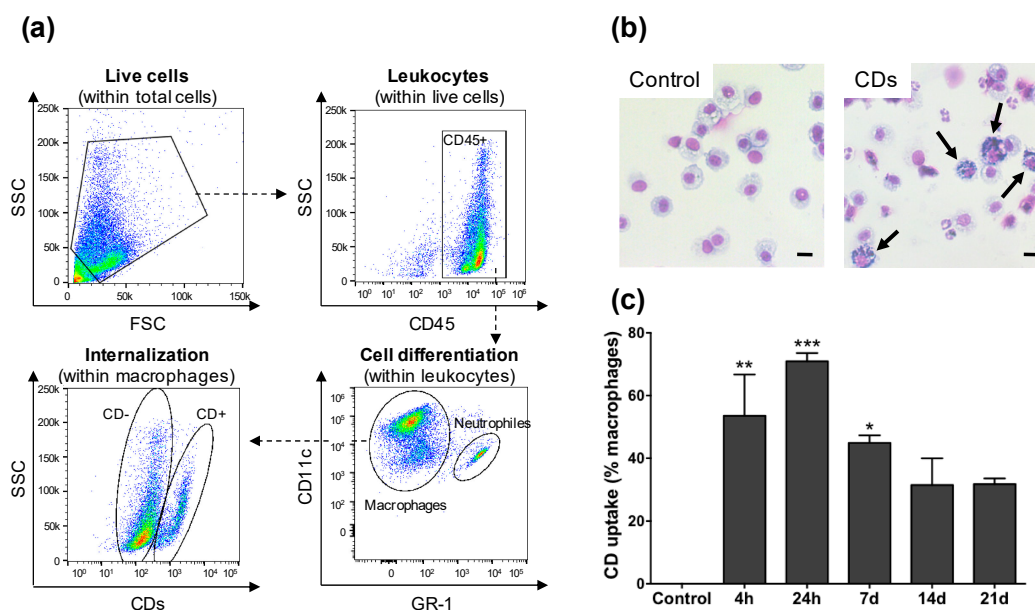 (a)
Live cells
(within total cells)
250k
200k
150k
100k
50k
0
SSC
0
50k
100k
150k
FSC
Leukocytes
(within live cells)
CD45+
250k
200k
150k
100k
50k
0
SSC
10⁰ 10¹ 10² 10³ 10⁴ 10⁵ 10⁶
CD45
Internalization
(within macrophages)
CD-
CD+
250k
200k
150k
100k
50k
0
SSC
10⁰ 10¹ 10² 10³ 10⁴ 10⁵
CDs
Cell differentiation
(within leukocytes)
10⁶
10⁵
10⁴
10³
10²
0
CD11c
Neutrophiles
Macrophages
0 10² 10³ 10⁴ 10⁵
GR-1
(b)
Control
CDs
(c)
80
60
40
20
0
CD uptake (% macrophages)
**
***
*
Control 4h 24h 7d 14d 21d